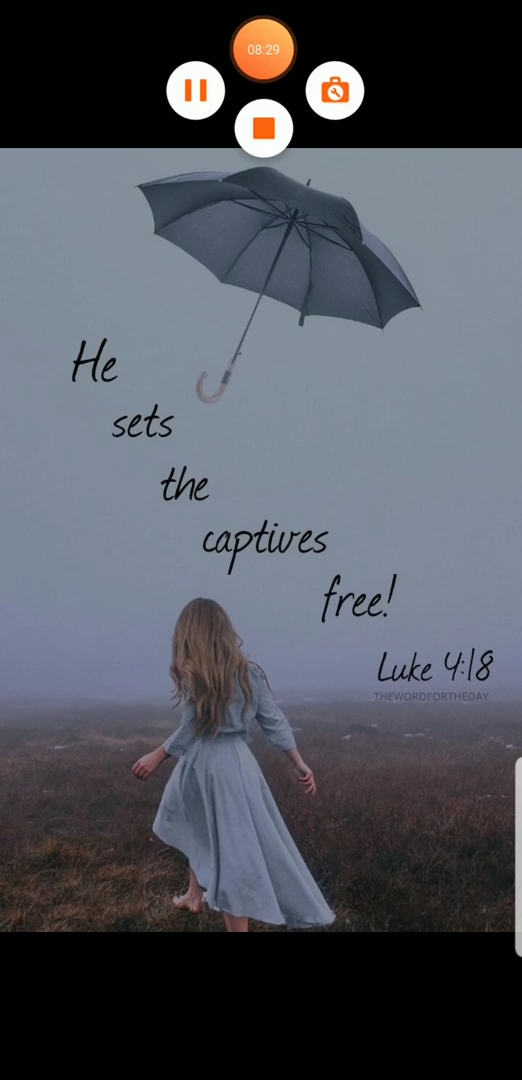 08:29
He
sets
the
captives
free!
Luke 4:18
THEWORDFORTHEDAY